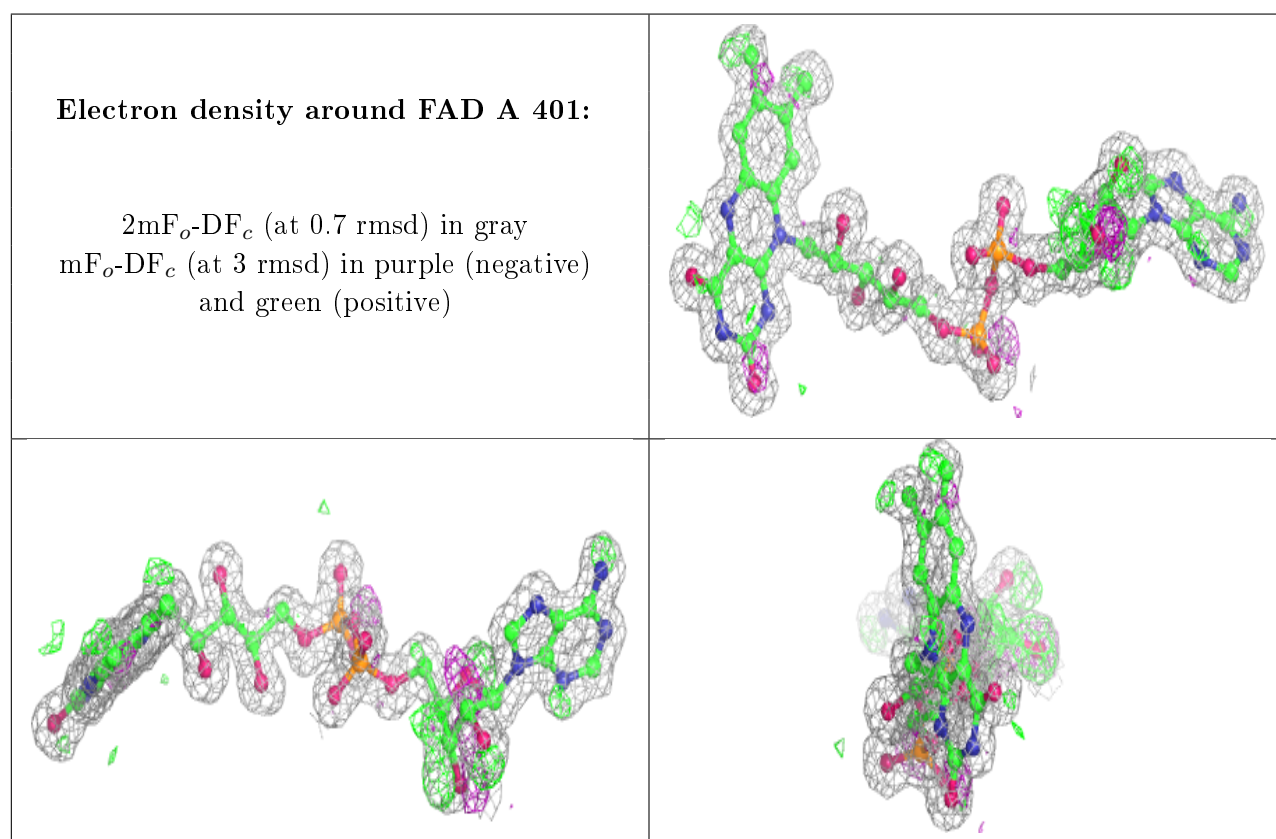 Electron density around FAD A 401:
2mFo-DFc (at 0.7 rmsd) in gray
mFo-DFc (at 3 rmsd) in purple (negative)
and green (positive)